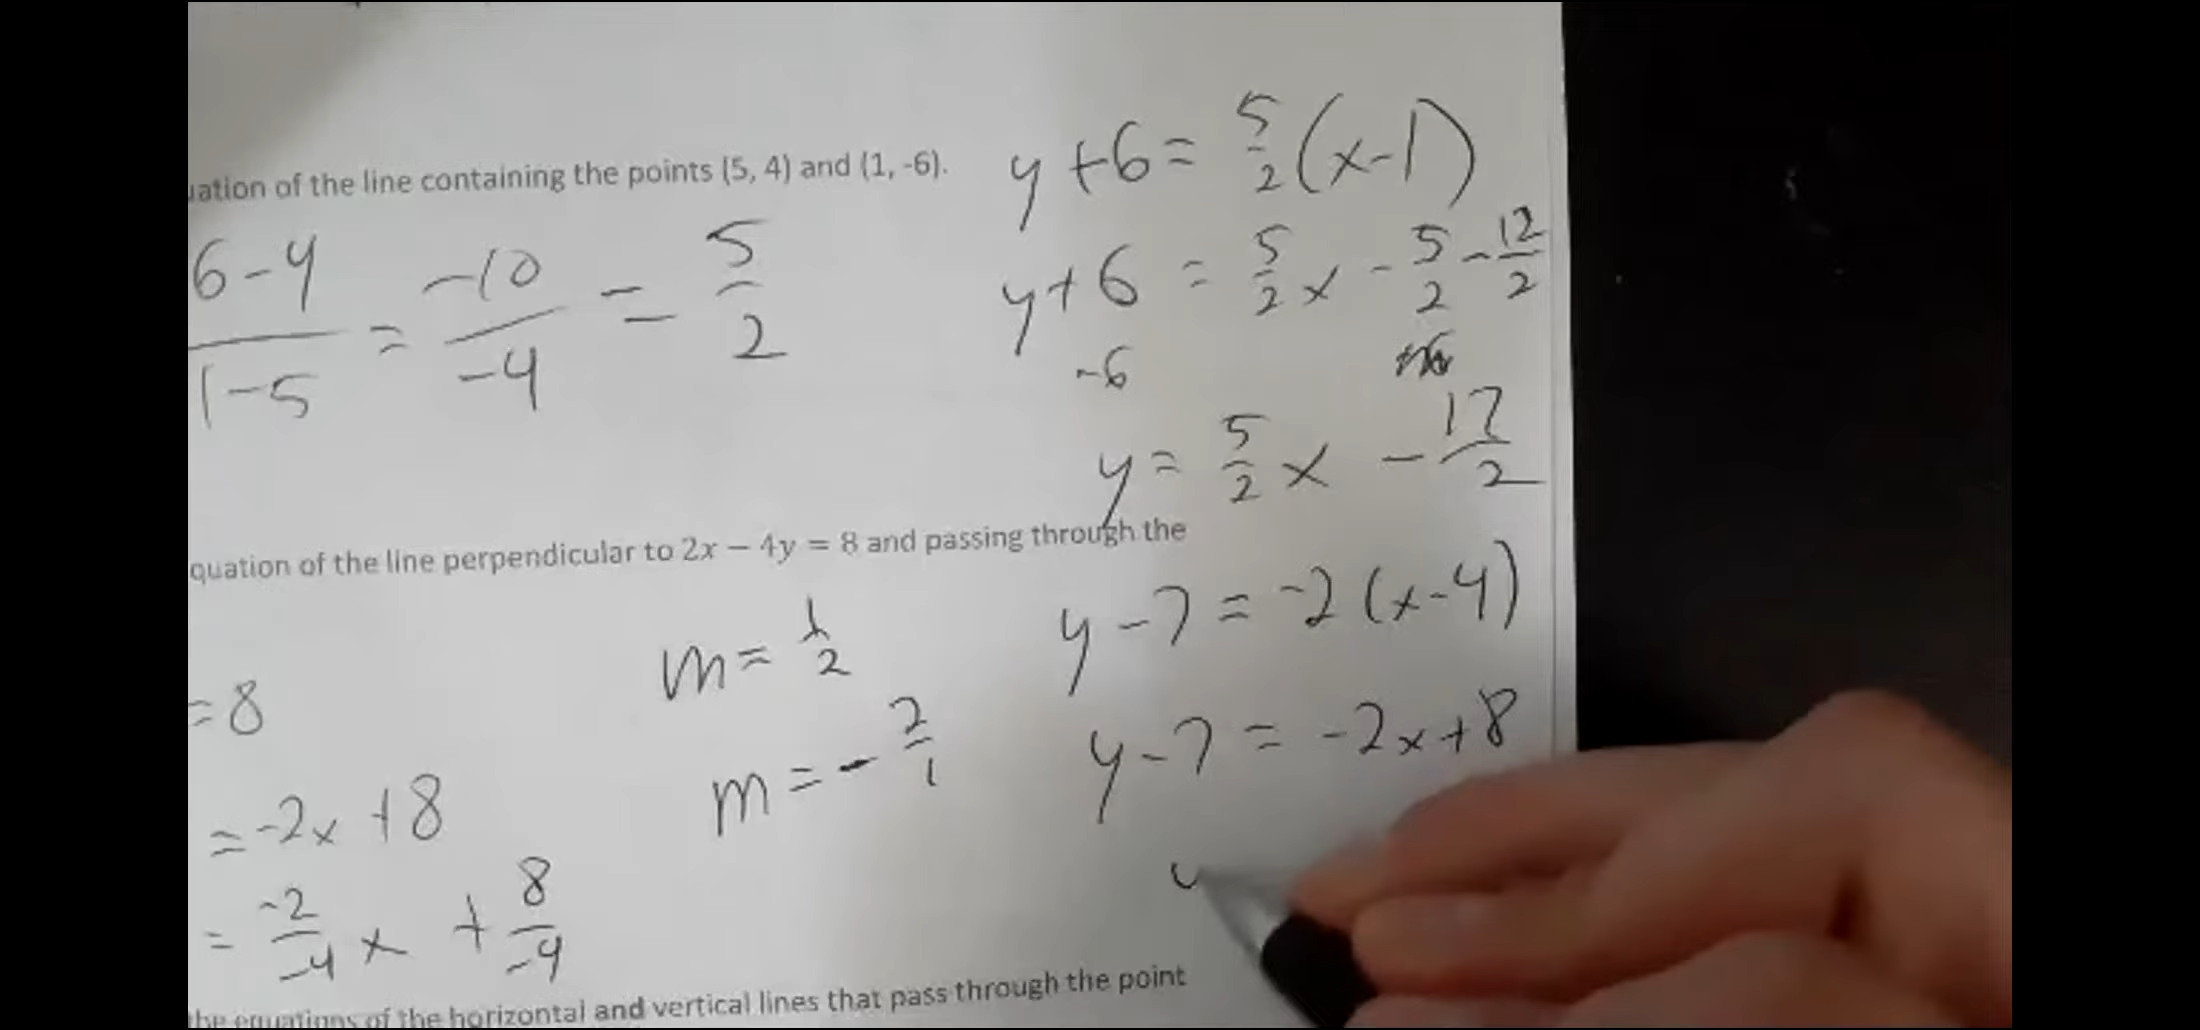 uation of the line containing the points (5, 4) and (1, -6).
6-4/1-5 = -10/-4 = 5/2
y+6 = 5/2(x-1)
y+6 = 5/2x - 5/2 - 12/2
-6
y = 5/2x - 17/2
quation of the line perpendicular to 2x − 4y = 8 and passing through the
=8
= -2x +8
= -2/-4 x + 8/-4
m = 1/2
m = - 2/1
y-7 = -2(x-4)
y-7 = -2x+8
y
the equations of the horizontal and vertical lines that pass through the point